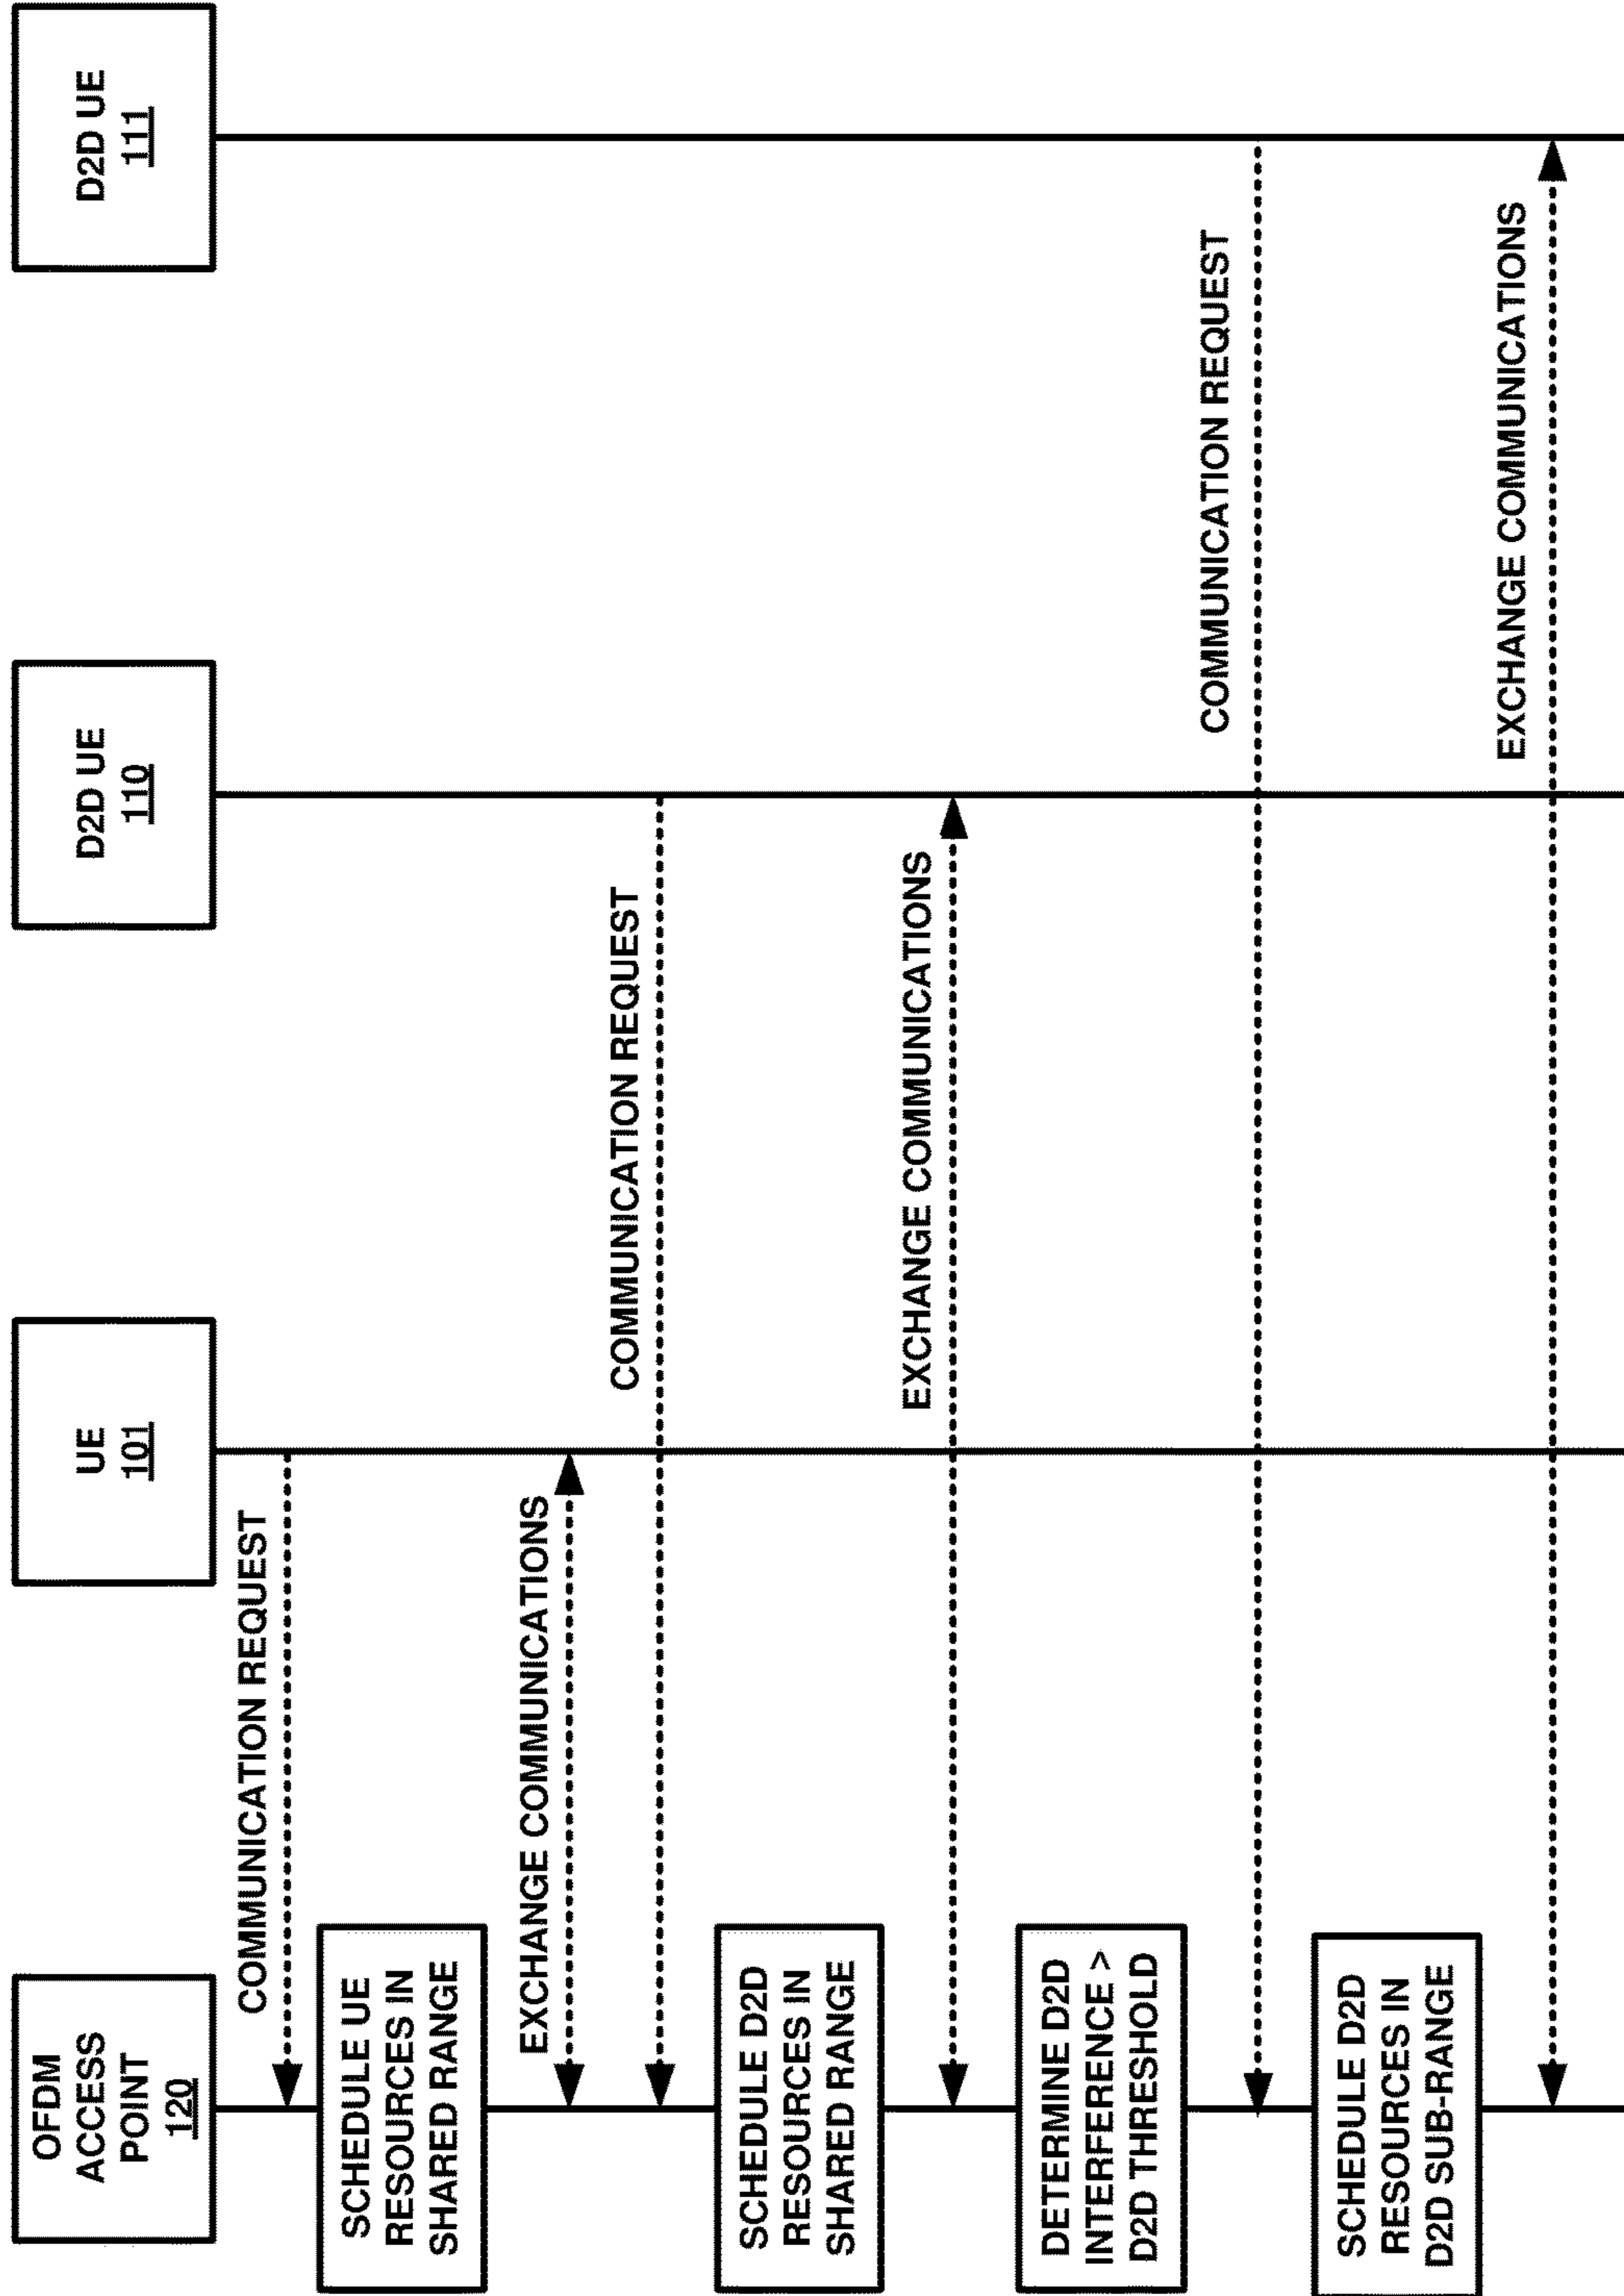 OFDM
ACCESS
POINT
120
UE
101
D2D UE
110
D2D UE
111
COMMUNICATION REQUEST
SCHEDULE UE
RESOURCES IN
SHARED RANGE
EXCHANGE COMMUNICATIONS
COMMUNICATION REQUEST
SCHEDULE D2D
RESOURCES IN
SHARED RANGE
EXCHANGE COMMUNICATIONS
DETERMINE D2D
INTERFERENCE >
D2D THRESHOLD
COMMUNICATION REQUEST
SCHEDULE D2D
RESOURCES IN
D2D SUB-RANGE
EXCHANGE COMMUNICATIONS